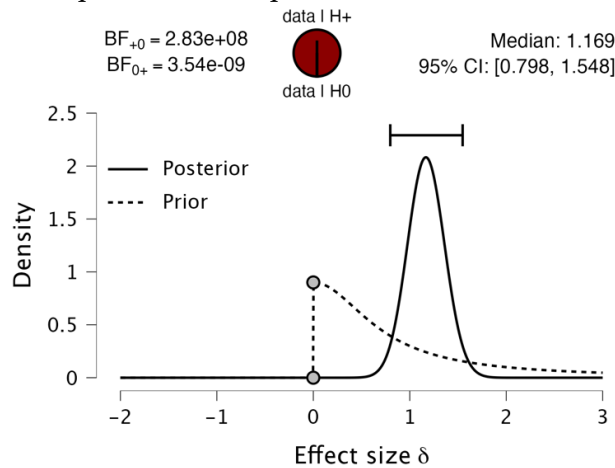 BF+0 = 2.83e+08
BF0+ = 3.54e-09
data | H+
data | H0
Median: 1.169
95% CI: [0.798, 1.548]
2.5
2
1.5
1
0.5
0
Density
Posterior
Prior
-2
-1
0
1
2
3
Effect size δ